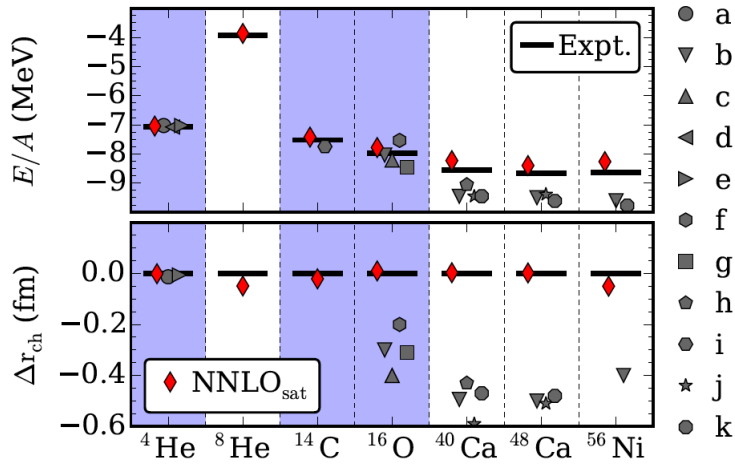 E/A (MeV)
−4
−5
−6
−7
−8
−9
Expt.
Δr_ch (fm)
0.0
−0.2
−0.4
−0.6
NNLO_sat
⁴He ⁸He ¹⁴C ¹⁶O ⁴⁰Ca ⁴⁸Ca ⁵⁶Ni
a
b
c
d
e
f
g
h
i
j
k